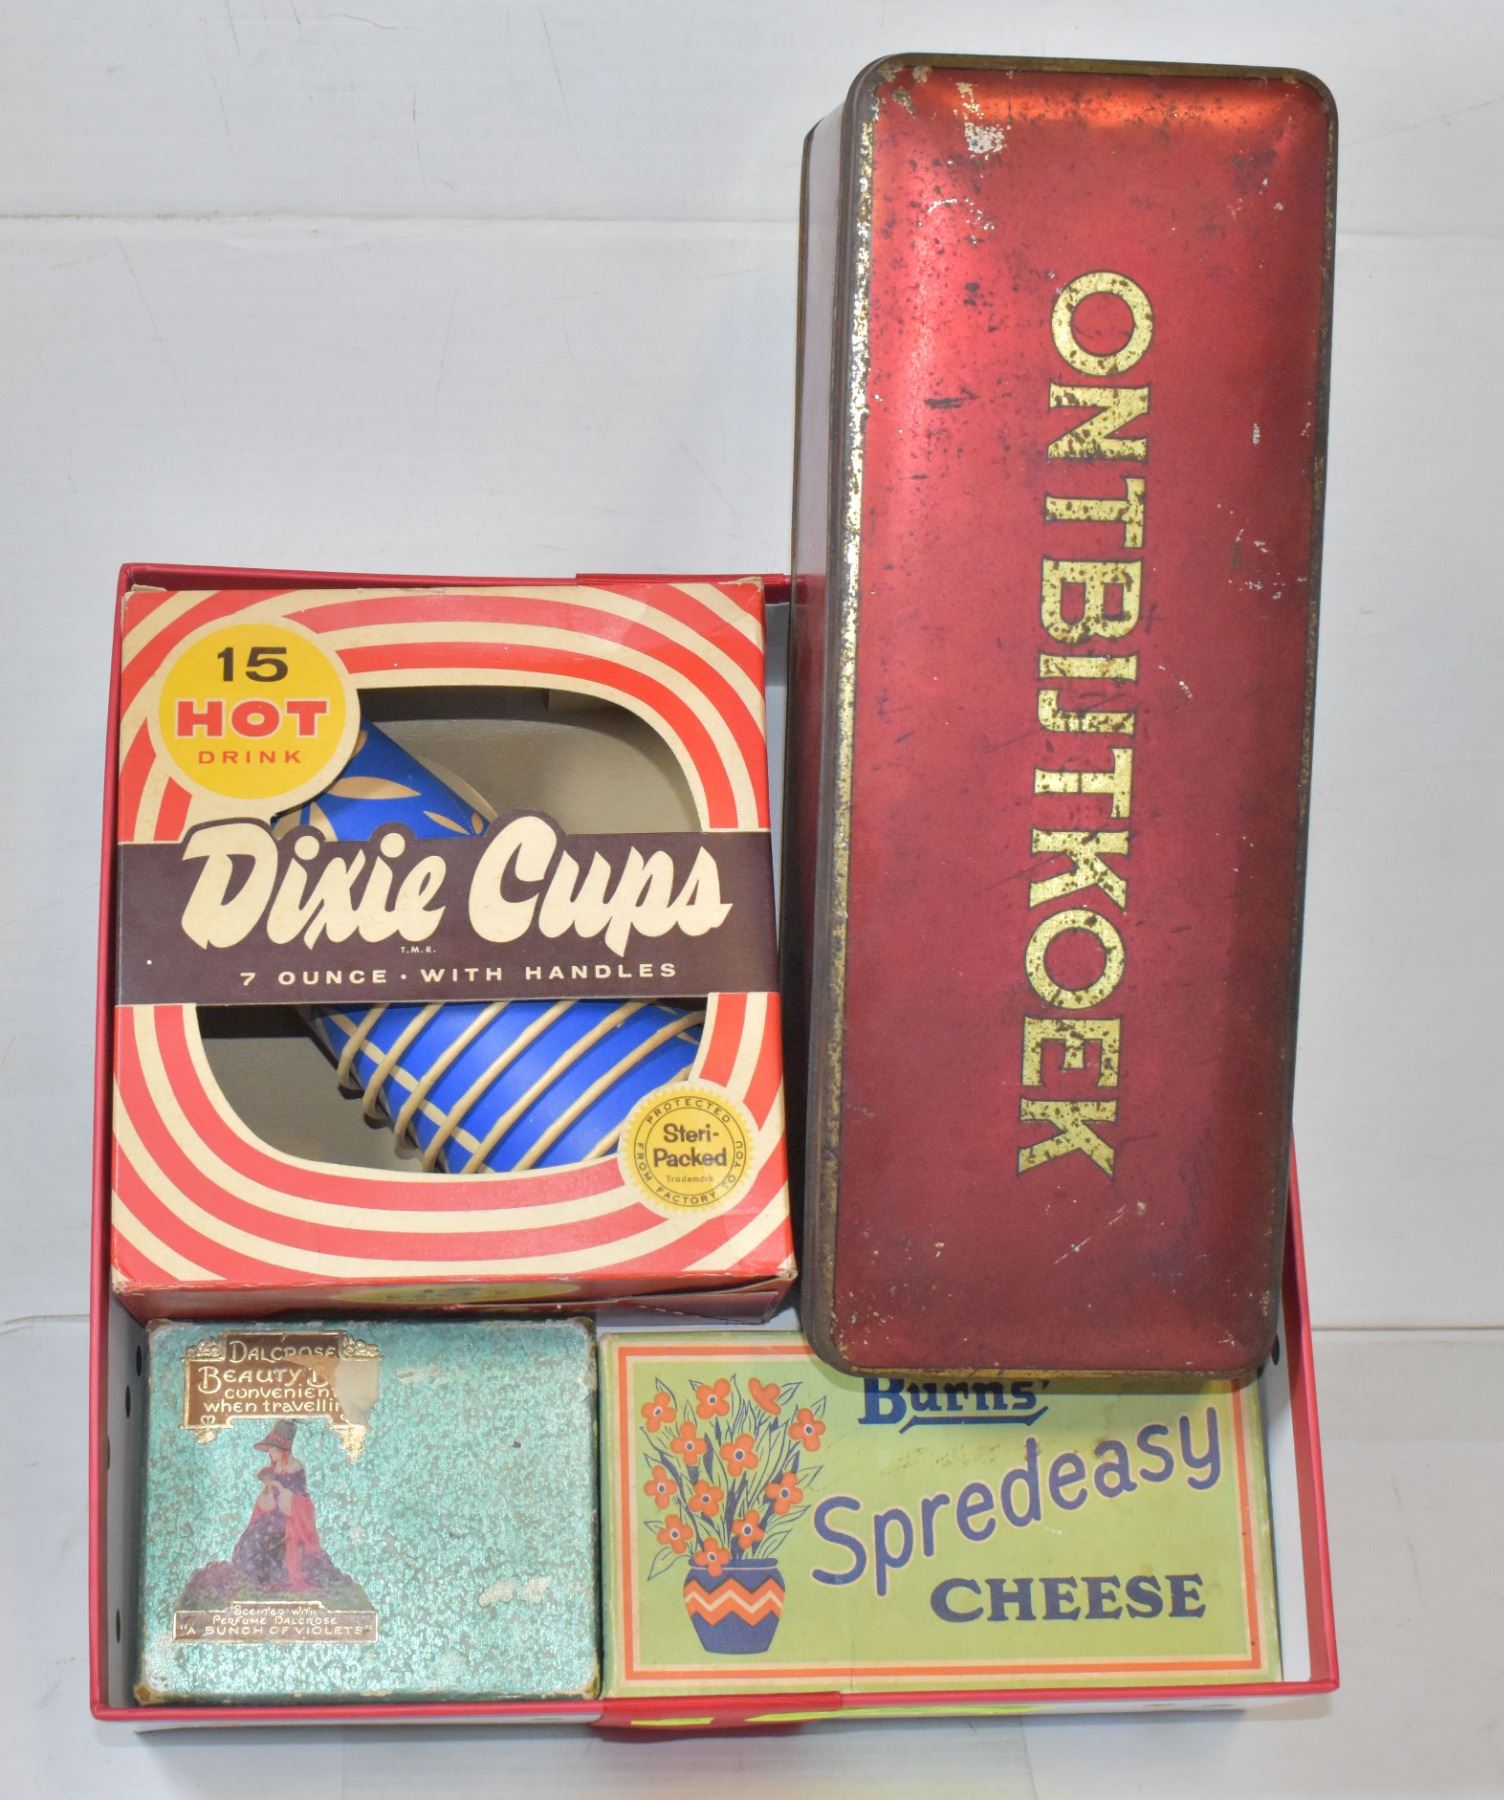 ONTBIJTKOEK
15
HOT
DRINK
Dixie Cups
T.M.R.
7 OUNCE • WITH HANDLES
PROTECTED
FROM FACTORY TO YOU
Steri-
Packed
Trademark
DALCROSE
BEAUTY
convenien
when travellin
SCENTED WITH
PERFUME DALCROSE
"A BUNCH OF VIOLETS"
Burns'
Spredeasy
CHEESE